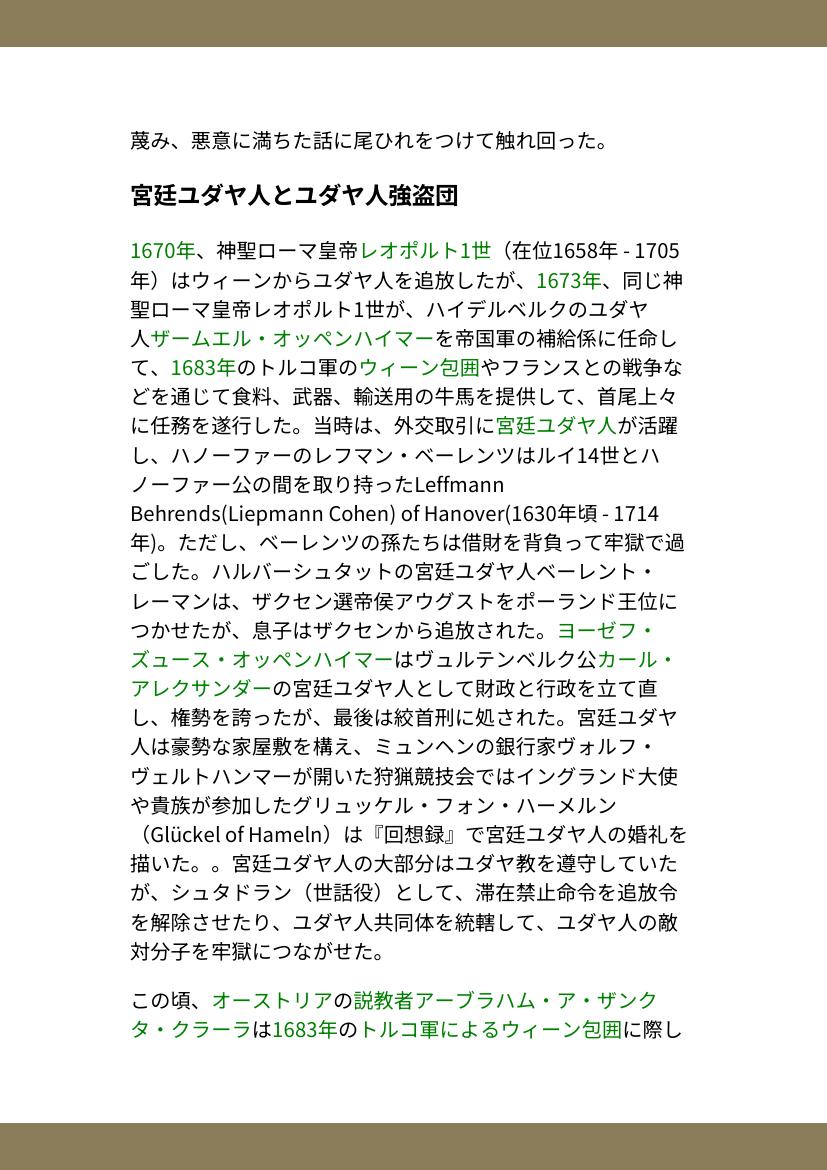 蔑み、悪意に満ちた話に尾ひれをつけて触れ回った。
宮廷ユダヤ人とユダヤ人強盗団
1670年、神聖ローマ皇帝レオポルト1世（在位1658年 - 1705
年）はウィーンからユダヤ人を追放したが、1673年、同じ神
聖ローマ皇帝レオポルト1世が、ハイデルベルクのユダヤ
人ザームエル・オッペンハイマーを帝国軍の補給係に任命し
て、1683年のトルコ軍のウィーン包囲やフランスとの戦争な
どを通じて食料、武器、輸送用の牛馬を提供して、首尾上々
に任務を遂行した。当時は、外交取引に宮廷ユダヤ人が活躍
し、ハノーファーのレフマン・ベーレンツはルイ14世とハ
ノーファー公の間を取り持ったLeffmann
Behrends(Liepmann Cohen) of Hanover(1630年頃 - 1714
年)。ただし、ベーレンツの孫たちは借財を背負って牢獄で過
ごした。ハルバーシュタットの宮廷ユダヤ人ベーレント・
レーマンは、ザクセン選帝侯アウグストをポーランド王位に
つかせたが、息子はザクセンから追放された。ヨーゼフ・
ズュース・オッペンハイマーはヴュルテンベルク公カール・
アレクサンダーの宮廷ユダヤ人として財政と行政を立て直
し、権勢を誇ったが、最後は絞首刑に処された。宮廷ユダヤ
人は豪勢な家屋敷を構え、ミュンヘンの銀行家ヴォルフ・
ヴェルトハンマーが開いた狩猟競技会ではイングランド大使
や貴族が参加したグリュッケル・フォン・ハーメルン
（Glückel of Hameln）は『回想録』で宮廷ユダヤ人の婚礼を
描いた。。宮廷ユダヤ人の大部分はユダヤ教を遵守していた
が、シュタドラン（世話役）として、滞在禁止命令を追放令
を解除させたり、ユダヤ人共同体を統轄して、ユダヤ人の敵
対分子を牢獄につながせた。
この頃、オーストリアの説教者アーブラハム・ア・ザンク
タ・クラーラは1683年のトルコ軍によるウィーン包囲に際し